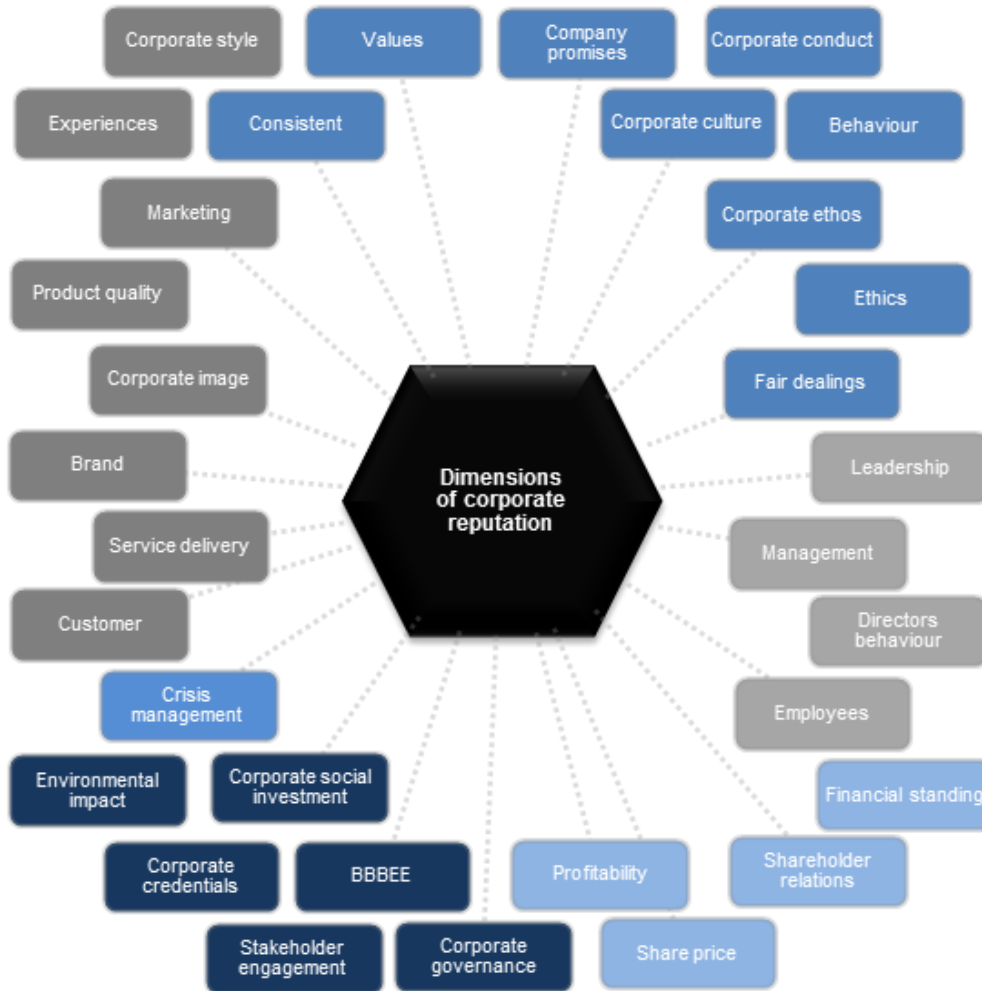 Corporate style
Values
Company
promises
Corporate conduct
Experiences
Consistent
Corporate culture
Behaviour
Marketing
Corporate ethos
Product quality
Ethics
Corporate image
Fair dealings
Brand
Dimensions
of corporate
reputation
Leadership
Service delivery
Management
Customer
Directors
behaviour
Crisis
management
Employees
Environmental
impact
Corporate social
investment
Financial standing
Corporate
credentials
BBBEE
Profitability
Shareholder
relations
Stakeholder
engagement
Corporate
governance
Share price